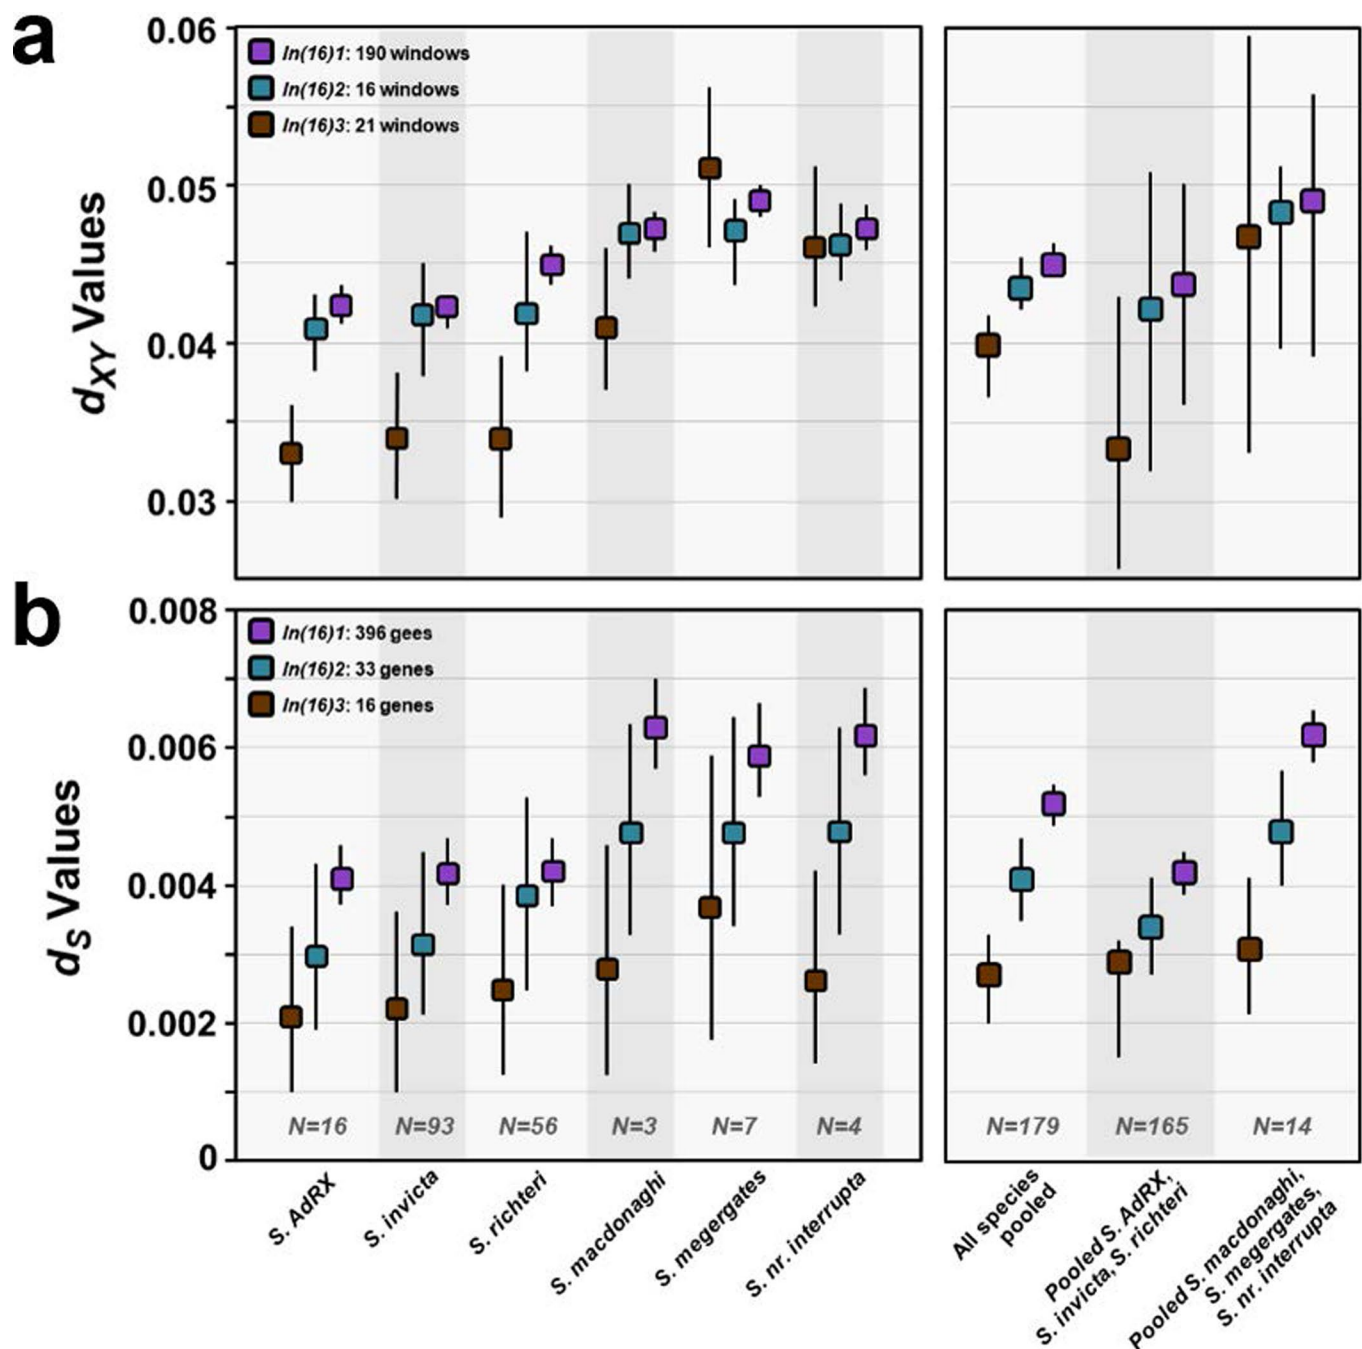 a
0.06
0.05
0.04
0.03
dXY Values
In(16)1: 190 windows
In(16)2: 16 windows
In(16)3: 21 windows
b
0.008
0.006
0.004
0.002
0
dS Values
In(16)1: 396 gees
In(16)2: 33 genes
In(16)3: 16 genes
N=16
N=93
N=56
N=3
N=7
N=4
N=179
N=165
N=14
S. AdRX
S. invicta
S. richteri
S. macdonaghi
S. megergates
S. nr. interrupta
All species
pooled
Pooled S. AdRX,
S. invicta, S. richteri
Pooled S. macdonaghi,
S. megergates,
S. nr. interrupta